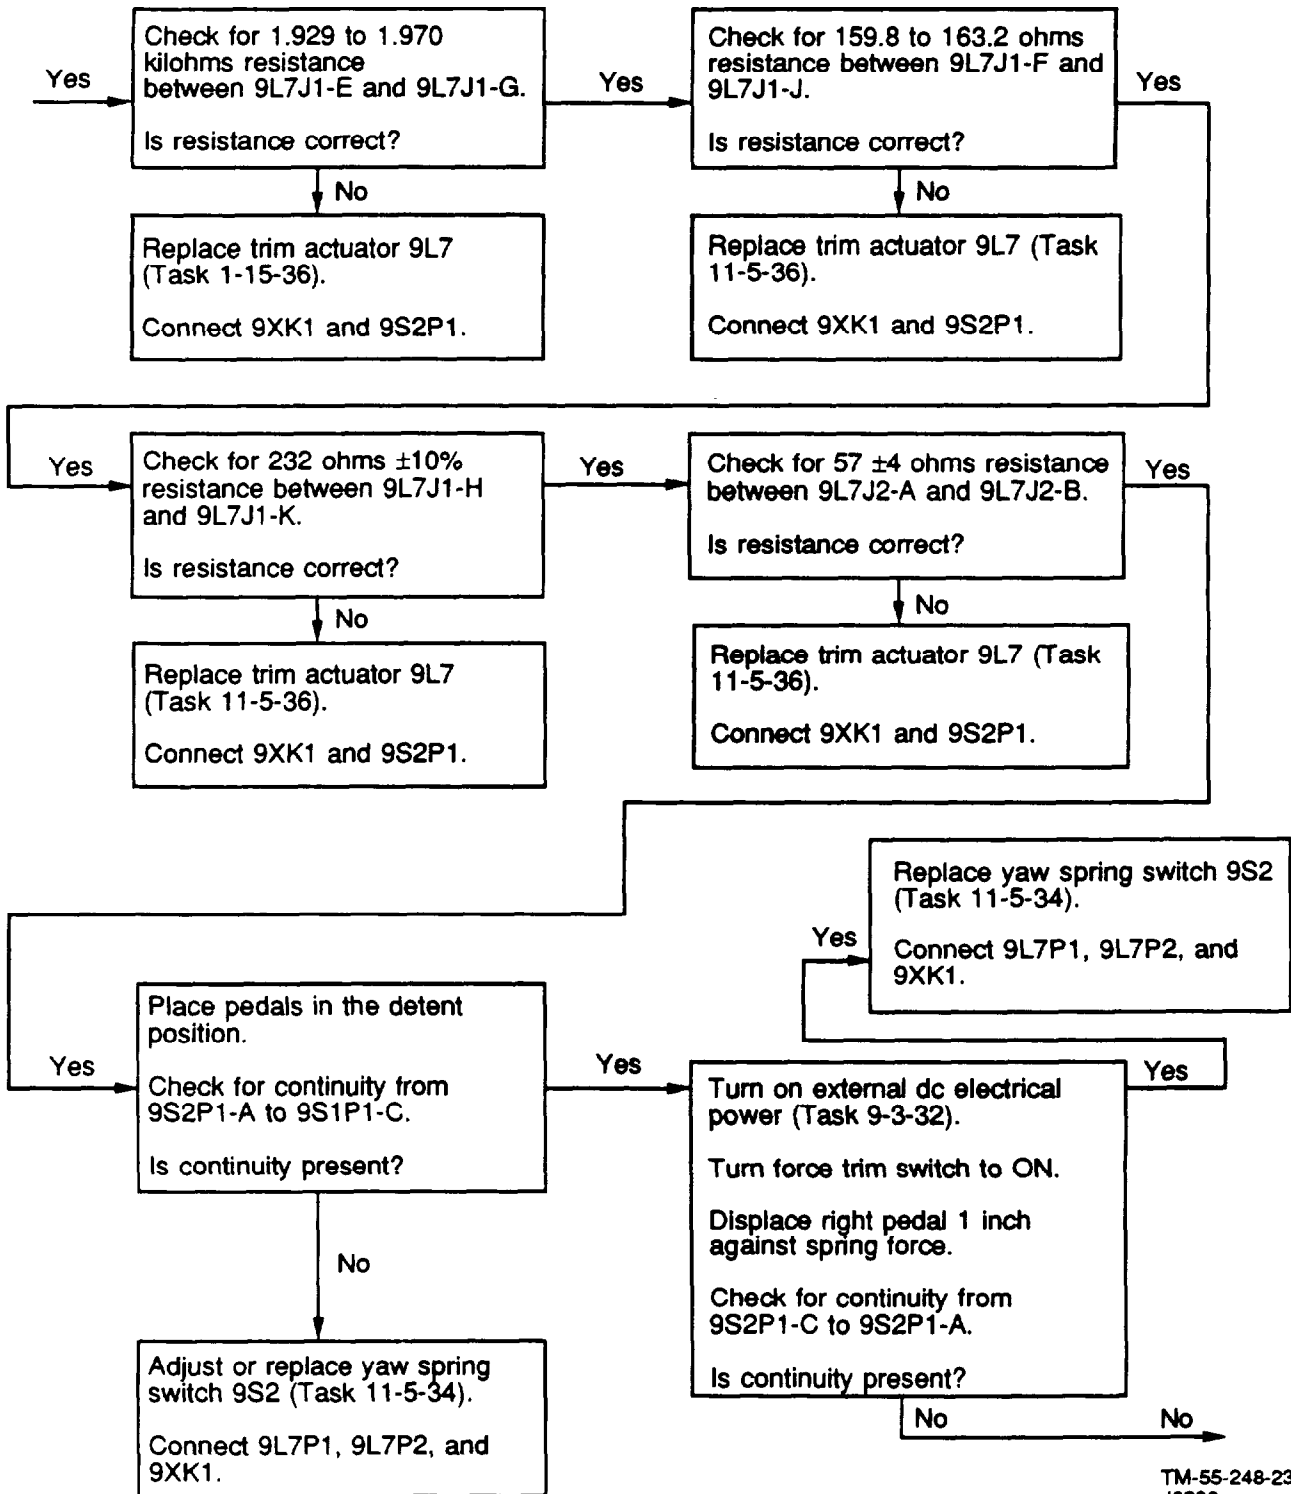 Yes
Check for 1.929 to 1.970
kilohms resistance
between 9L7J1-E and 9L7J1-G.
Is resistance correct?
Yes
Check for 159.8 to 163.2 ohms
resistance between 9L7J1-F and
9L7J1-J.
Is resistance correct?
Yes
No
Replace trim actuator 9L7
(Task 1-15-36).
Connect 9XK1 and 9S2P1.
No
Replace trim actuator 9L7 (Task
11-5-36).
Connect 9XK1 and 9S2P1.
Yes
Check for 232 ohms ±10%
resistance between 9L7J1-H
and 9L7J1-K.
Is resistance correct?
Yes
Check for 57 ±4 ohms resistance
between 9L7J2-A and 9L7J2-B.
Is resistance correct?
Yes
No
Replace trim actuator 9L7
(Task 11-5-36).
Connect 9XK1 and 9S2P1.
No
Replace trim actuator 9L7 (Task
11-5-36).
Connect 9XK1 and 9S2P1.
Yes
Place pedals in the detent
position.
Check for continuity from
9S2P1-A to 9S1P1-C.
Is continuity present?
Yes
Turn on external dc electrical
power (Task 9-3-32).
Turn force trim switch to ON.
Displace right pedal 1 inch
against spring force.
Check for continuity from
9S2P1-C to 9S2P1-A.
Is continuity present?
Yes
Yes
Replace yaw spring switch 9S2
(Task 11-5-34).
Connect 9L7P1, 9L7P2, and
9XK1.
No
Adjust or replace yaw spring
switch 9S2 (Task 11-5-34).
Connect 9L7P1, 9L7P2, and
9XK1.
No
No
TM-55-248-23